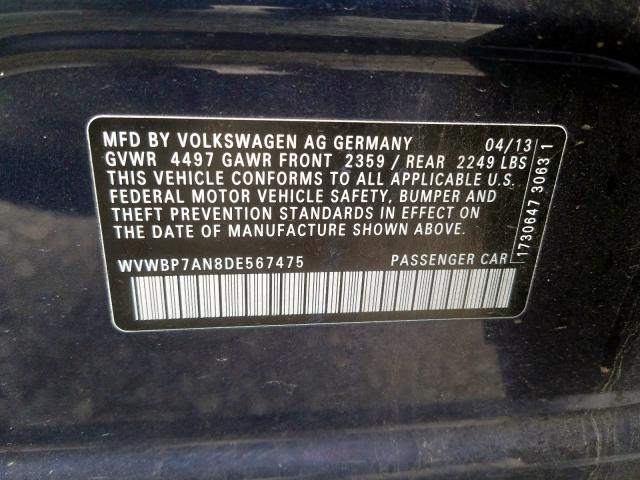 MFD BY VOLKSWAGEN AG GERMANY 04/13
GVWR 4497 GAWR FRONT 2359 / REAR 2249 LBS
THIS VEHICLE CONFORMS TO ALL APPLICABLE U.S.
FEDERAL MOTOR VEHICLE SAFETY, BUMPER AND
THEFT PREVENTION STANDARDS IN EFFECT ON
THE DATE OF MANUFACTURE SHOWN ABOVE.
WVWBP7AN8DE567475 PASSENGER CAR
1730647 3063 1